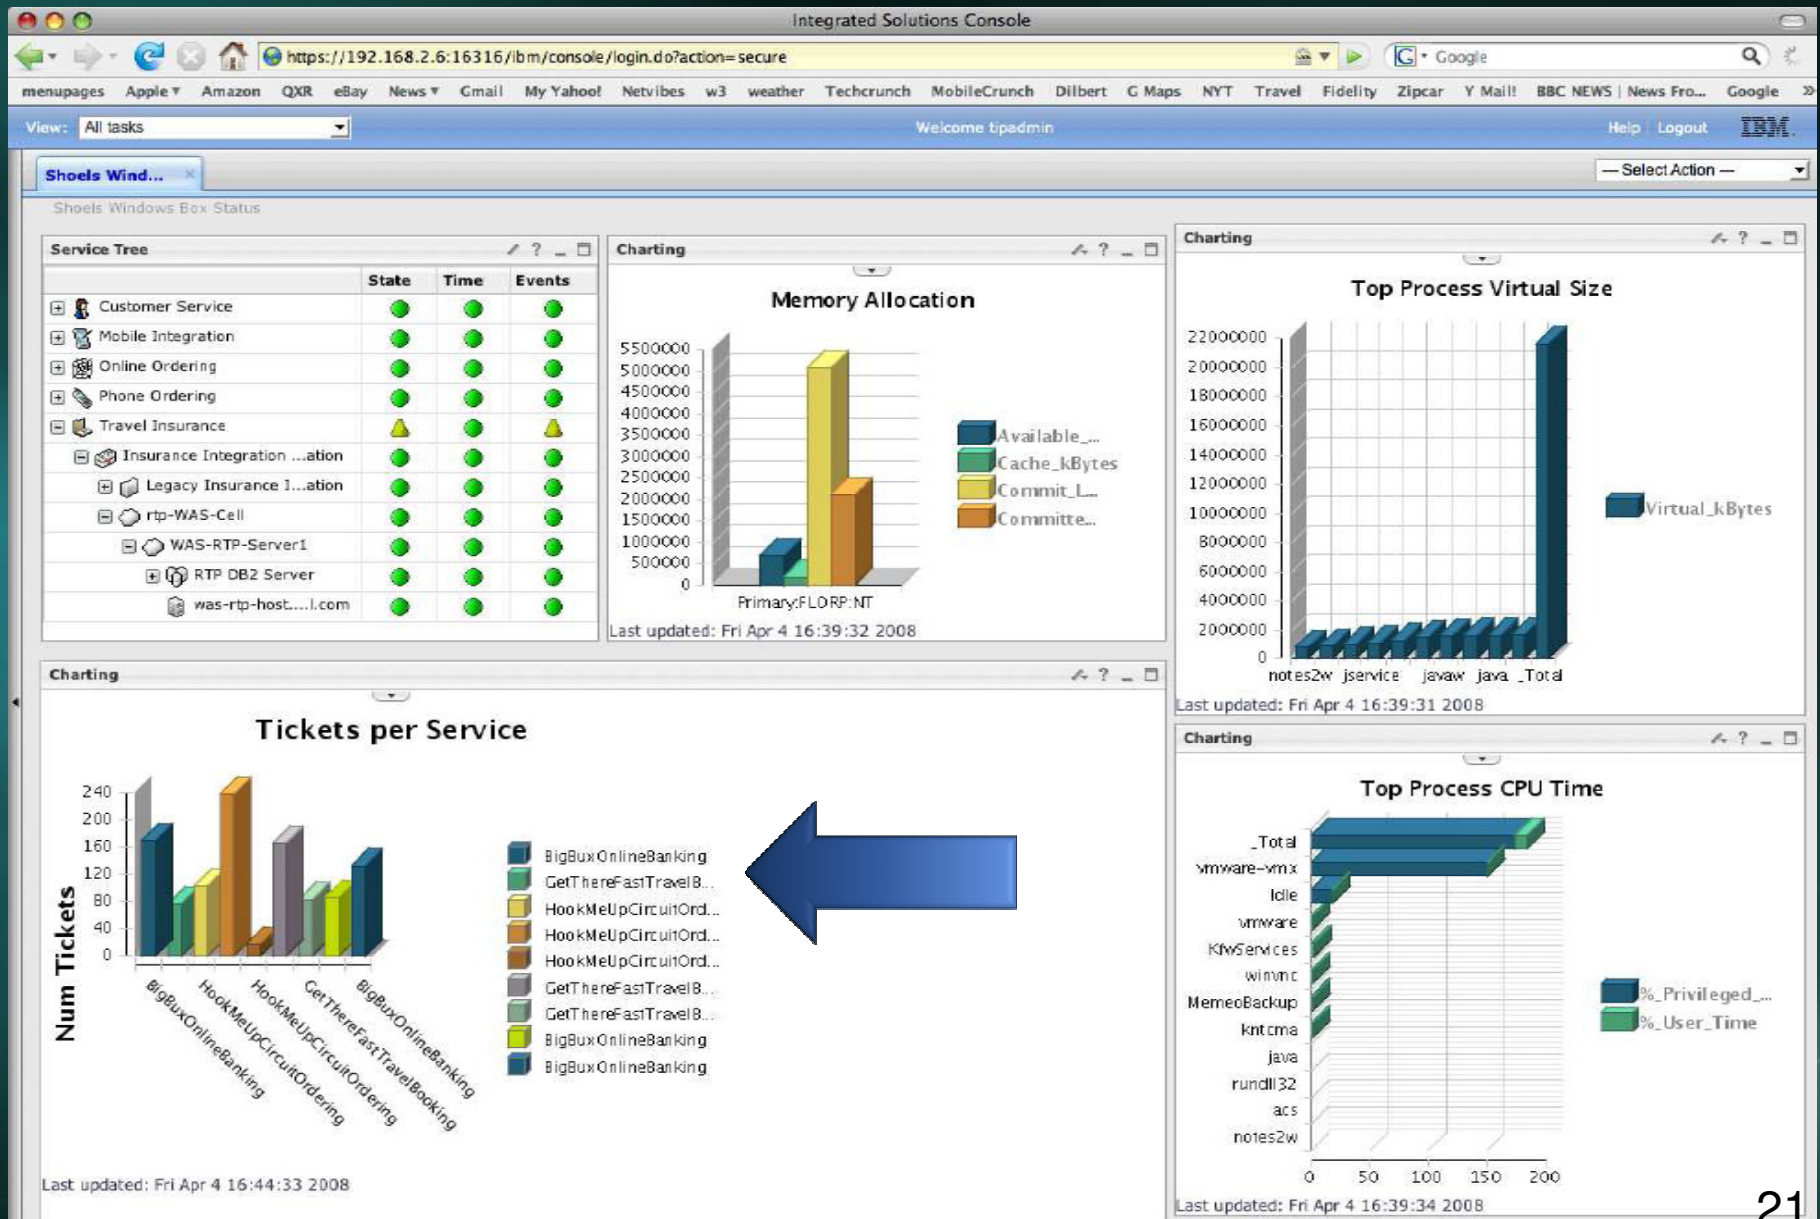 Integrated Solutions Console
https://192.168.2.6:16316/ibm/console/login.do?action=secure
Google
menupages Apple Amazon QXR eBay News Gmail My Yahoo! Netvibes w3 weather Techcrunch MobileCrunch Dilbert G Maps NYT Travel Fidelity Zipcar Y Mail! BBC NEWS | News Fro... Google »
View: All tasks
Welcome tipadmin
Help Logout IBM.
Shoels Wind...
— Select Action —
Shoels Windows Box Status
Service Tree
State Time Events
Customer Service
Mobile Integration
Online Ordering
Phone Ordering
Travel Insurance
Insurance Integration ...ation
Legacy Insurance I...ation
rtp-WAS-Cell
WAS-RTP-Server1
RTP DB2 Server
was-rtp-host....l.com
Charting
Memory Allocation
5500000
5000000
4500000
4000000
3500000
3000000
2500000
2000000
1500000
1000000
500000
0
Primary:FLORP:NT
Available_...
Cache_kBytes
Commit_L...
Committe...
Last updated: Fri Apr 4 16:39:32 2008
Charting
Top Process Virtual Size
22000000
20000000
18000000
16000000
14000000
12000000
10000000
8000000
6000000
4000000
2000000
0
notes2w jservice javaw java _Total
Virtual_kBytes
Last updated: Fri Apr 4 16:39:31 2008
Charting
Tickets per Service
Num Tickets
240
200
160
120
80
40
0
BigBuxOnlineBanking
HookMeUpCircuitOrdering
HookMeUpCircuitOrdering
GetThereFastTravelBooking
BigBuxOnlineBanking
BigBuxOnlineBanking
GetThereFastTravelB...
HookMeUpCircuitOrd...
HookMeUpCircuitOrd...
HookMeUpCircuitOrd...
GetThereFastTravelB...
GetThereFastTravelB...
BigBuxOnlineBanking
BigBuxOnlineBanking
Last updated: Fri Apr 4 16:44:33 2008
Charting
Top Process CPU Time
_Total
vmware-vmx
Idle
vmware
KfwServices
winvnc
MemeoBackup
kntcma
java
rundll32
acs
notes2w
0 50 100 150 200
%_Privileged_...
%_User_Time
Last updated: Fri Apr 4 16:39:34 2008
21